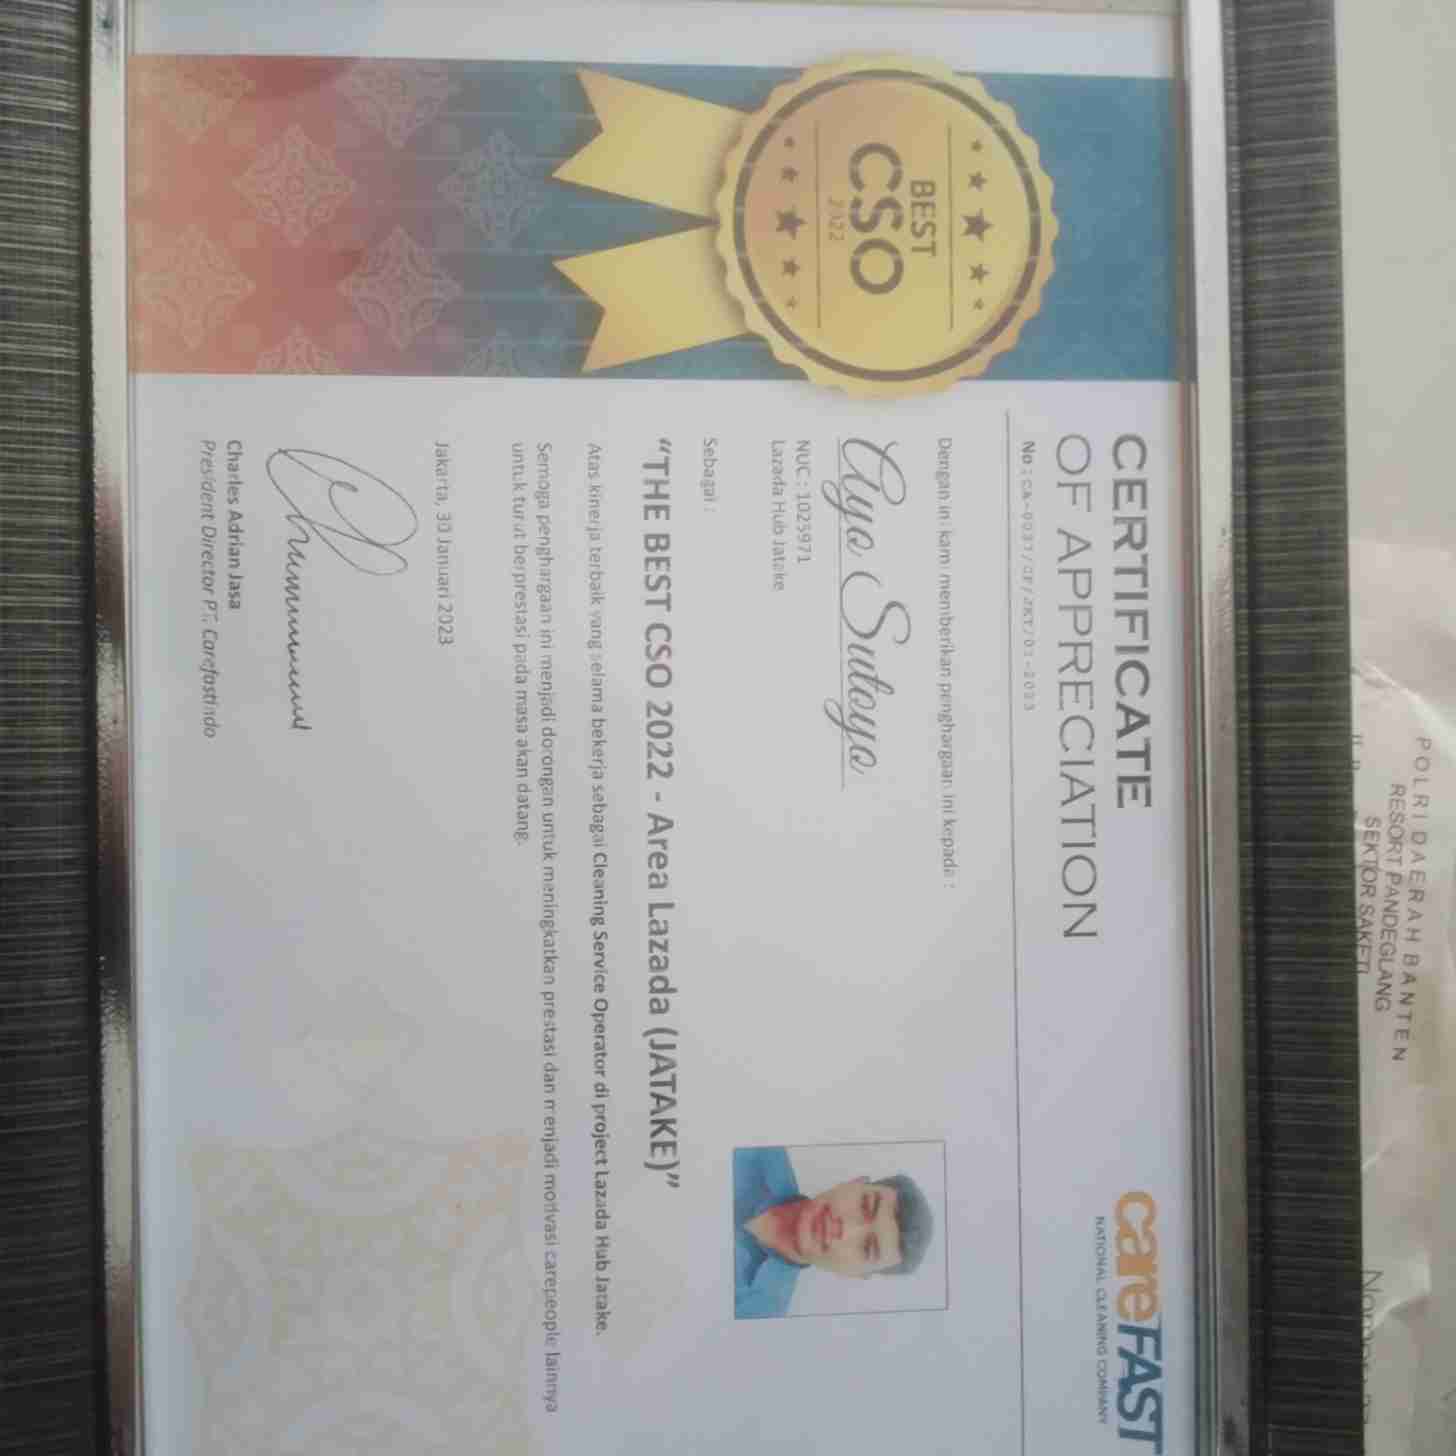 CERTIFICATE
OF APPRECIATION
careFAST
NATIONAL CLEANING COMPANY
Dengan ini kami memberikan penghargaan ini kepada :
Ayo Sutoyo
NUC : 1025971
Lazada Hub Jatake
Sebagai :
“THE BEST CSO 2022 - Area Lazada (JATAKE)”
Atas kinerja terbaik yang selama bekerja sebagai Cleaning Service Operator di project Lazada Hub Jatake.
Semoga penghargaan ini menjadi dorongan untuk meningkatkan prestasi dan menjadi motivasi carepeople lainnya
untuk turut berprestasi pada masa akan datang.
Jakarta, 30 Januari 2023
Charles Adrian Jasa
President Director PT. Carefastindo
BEST
CSO
2022
POLRI DAERAH BANTEN
RESORT PANDEGLANG
SEKTOR SAKETI